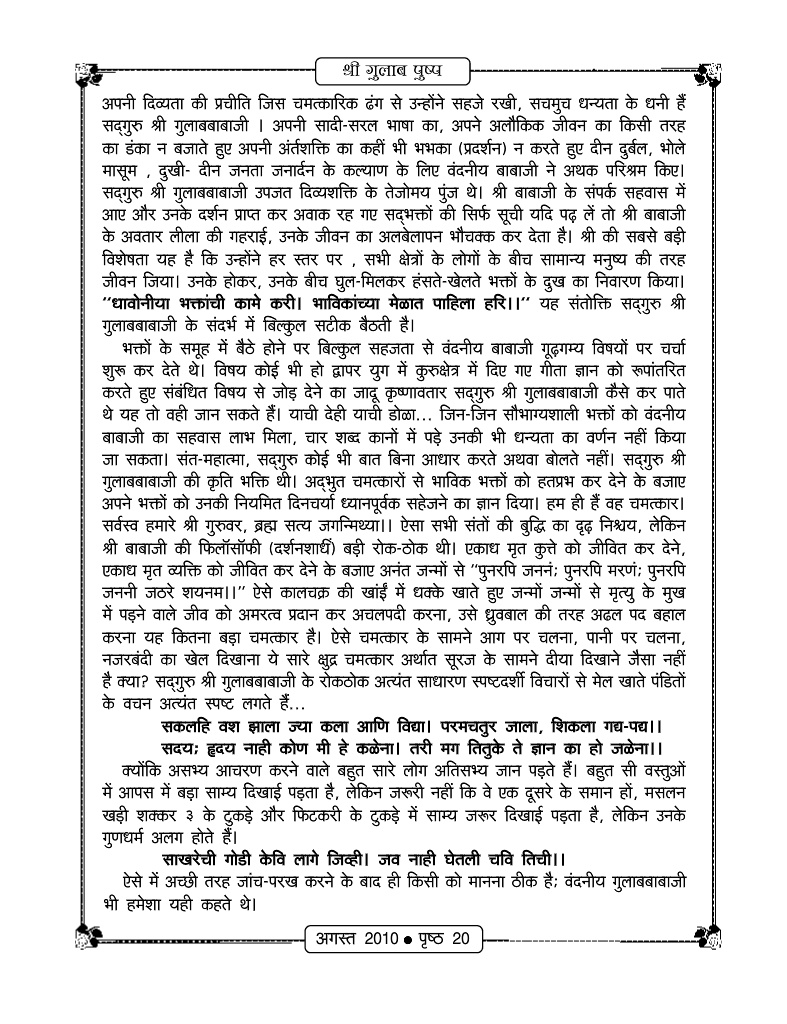 श्री गुलाब पुष्प
अपनी दिव्यता की प्रचीति जिस चमत्कारिक ढंग से उन्होंने सहजे रखी, सचमुच धन्यता के धनी हैं
सद्‌गुरु श्री गुलाबबाबाजी । अपनी सादी-सरल भाषा का, अपने अलौकिक जीवन का किसी तरह
का डंका न बजाते हुए अपनी अंर्तशक्ति का कहीं भी भभका (प्रदर्शन) न करते हुए दीन दुर्बल, भोले
मासूम , दुखी- दीन जनता जनार्दन के कल्याण के लिए वंदनीय बाबाजी ने अथक परिश्रम किए।
सद्‌गुरु श्री गुलाबबाबाजी उपजत दिव्यशक्ति के तेजोमय पुंज थे। श्री बाबाजी के संपर्क सहवास में
आए और उनके दर्शन प्राप्त कर अवाक रह गए सद्‌भक्तों की सिर्फ सूची यदि पढ़ लें तो श्री बाबाजी
के अवतार लीला की गहराई, उनके जीवन का अलबेलापन भौचक्क कर देता है। श्री की सबसे बड़ी
विशेषता यह है कि उन्होंने हर स्तर पर , सभी क्षेत्रों के लोगों के बीच सामान्य मनुष्य की तरह
जीवन जिया। उनके होकर, उनके बीच घुल-मिलकर हंसते-खेलते भक्तों के दुख का निवारण किया।
‘‘धावोनीया भक्तांची कामे करी। भाविकांच्या मेळात पाहिला हरि।।’’ यह संतोक्ति सद्‌गुरु श्री
गुलाबबाबाजी के संदर्भ में बिल्कुल सटीक बैठती है।
भक्तों के समूह में बैठे होने पर बिल्कुल सहजता से वंदनीय बाबाजी गूढ़गम्य विषयों पर चर्चा
शुरू कर देते थे। विषय कोई भी हो द्वापर युग में कुरुक्षेत्र में दिए गए गीता ज्ञान को रूपांतरित
करते हुए संबंधित विषय से जोड़ देने का जादू कृष्णावतार सद्‌गुरु श्री गुलाबबाबाजी कैसे कर पाते
थे यह तो वही जान सकते हैं। याची देही याची डोळा... जिन-जिन सौभाग्यशाली भक्तों को वंदनीय
बाबाजी का सहवास लाभ मिला, चार शब्द कानों में पड़े उनकी भी धन्यता का वर्णन नहीं किया
जा सकता। संत-महात्मा, सद्‌गुरु कोई भी बात बिना आधार करते अथवा बोलते नहीं। सद्‌गुरु श्री
गुलाबबाबाजी की कृति भक्ति थी। अद्‌भुत चमत्कारों से भाविक भक्तों को हतप्रभ कर देने के बजाए
अपने भक्तों को उनकी नियमित दिनचर्या ध्यानपूर्वक सहेजने का ज्ञान दिया। हम ही हैं वह चमत्कार।
सर्वस्व हमारे श्री गुरुवर, ब्रह्म सत्य जगन्मिथ्या।। ऐसा सभी संतों की बुद्धि का दृढ़ निश्चय, लेकिन
श्री बाबाजी की फिलॉसॉफी (दर्शनशाधीं) बड़ी रोक-ठोक थी। एकाध मृत कुत्ते को जीवित कर देने,
एकाध मृत व्यक्ति को जीवित कर देने के बजाए अनंत जन्मों से ‘‘पुनरपि जननं; पुनरपि मरणं; पुनरपि
जननी जठरे शयनम।।’’ ऐसे कालचक्र की खांईं में धक्के खाते हुए जन्मों जन्मों से मृत्यु के मुख
में पड़ने वाले जीव को अमरत्व प्रदान कर अचलपदी करना, उसे ध्रुवबाल की तरह अढल पद बहाल
करना यह कितना बड़ा चमत्कार है। ऐसे चमत्कार के सामने आग पर चलना, पानी पर चलना,
नजरबंदी का खेल दिखाना ये सारे क्षुद्र चमत्कार अर्थात सूरज के सामने दीया दिखाने जैसा नहीं
है क्या? सद्‌गुरु श्री गुलाबबाबाजी के रोकठोक अत्यंत साधारण स्पष्टदर्शी विचारों से मेल खाते पंडितों
के वचन अत्यंत स्पष्ट लगते हैं...
सकलहि वश झाला ज्या कला आणि विद्या। परमचतुर जाला, शिकला गद्य-पद्य।।
सदय; हृदय नाही कोण मी हे कळेना। तरी मग तितुके ते ज्ञान का हो जळेना।।
क्योंकि असभ्य आचरण करने वाले बहुत सारे लोग अतिसभ्य जान पड़ते हैं। बहुत सी वस्तुओं
में आपस में बड़ा साम्य दिखाई पड़ता है, लेकिन जरूरी नहीं कि वे एक दूसरे के समान हों, मसलन
खड़ी शक्कर ३ के टुकड़े और फिटकरी के टुकड़े में साम्य जरूर दिखाई पड़ता है, लेकिन उनके
गुणधर्म अलग होते हैं।
साखरेची गोडी केवि लागे जिव्ही। जव नाही घेतली चवि तिची।।
ऐसे में अच्छी तरह जांच-परख करने के बाद ही किसी को मानना ठीक है; वंदनीय गुलाबबाबाजी
भी हमेशा यही कहते थे।
अगस्त 2010 ● पृष्ठ 20